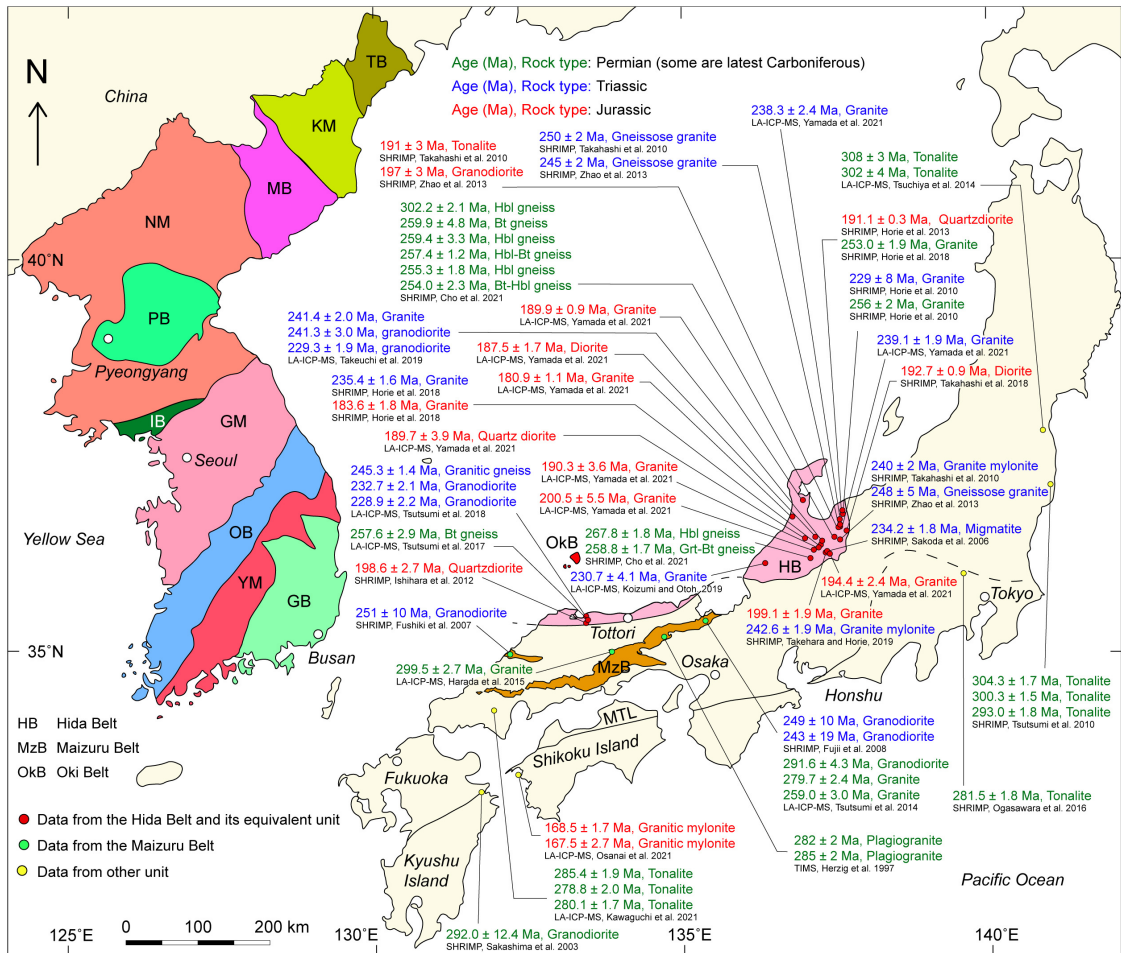 TB
N
China
KM
MB
NM
40˚N
PB
Pyeongyang
IB
GM
Seoul
Yellow Sea
OB
YM
GB
Busan
35˚N
Age (Ma), Rock type: Permian (some are latest Carboniferous)
Age (Ma), Rock type: Triassic
Age (Ma), Rock type: Jurassic
191 ± 3 Ma, Tonalite
SHRIMP, Takahashi et al. 2010
197 ± 3 Ma, Granodiorite
SHRIMP, Zhao et al. 2013
250 ± 2 Ma, Gneissose granite
SHRIMP, Takahashi et al. 2010
245 ± 2 Ma, Gneissose granite
SHRIMP, Zhao et al. 2013
238.3 ± 2.4 Ma, Granite
LA-ICP-MS, Yamada et al. 2021
308 ± 3 Ma, Tonalite
302 ± 4 Ma, Tonalite
LA-ICP-MS, Tsuchiya et al. 2014
302.2 ± 2.1 Ma, Hbl gneiss
259.9 ± 4.8 Ma, Bt gneiss
259.4 ± 3.3 Ma, Hbl gneiss
257.4 ± 1.2 Ma, Hbl-Bt gneiss
255.3 ± 1.8 Ma, Hbl gneiss
254.0 ± 2.3 Ma, Bt-Hbl gneiss
SHRIMP, Cho et al. 2021
191.1 ± 0.3 Ma, Quartzdiorite
SHRIMP, Horie et al. 2013
SHRIMP, Horie et al. 2018
253.0 ± 1.9 Ma, Granite
SHRIMP, Horie et al. 2018
229 ± 8 Ma, Granite
SHRIMP, Horie et al. 2010
256 ± 2 Ma, Granite
SHRIMP, Horie et al. 2010
241.4 ± 2.0 Ma, Granite
241.3 ± 3.0 Ma, granodiorite
229.3 ± 1.9 Ma, granodiorite
LA-ICP-MS, Takeuchi et al. 2019
189.9 ± 0.9 Ma, Granite
LA-ICP-MS, Yamada et al. 2021
187.5 ± 1.7 Ma, Diorite
LA-ICP-MS, Yamada et al. 2021
239.1 ± 1.9 Ma, Granite
LA-ICP-MS, Yamada et al. 2021
192.7 ± 0.9 Ma, Diorite
SHRIMP, Takahashi et al. 2018
235.4 ± 1.6 Ma, Granite
SHRIMP, Horie et al. 2018
183.6 ± 1.8 Ma, Granite
SHRIMP, Horie et al. 2018
180.9 ± 1.1 Ma, Granite
LA-ICP-MS, Yamada et al. 2021
189.7 ± 3.9 Ma, Quartz diorite
LA-ICP-MS, Yamada et al. 2021
245.3 ± 1.4 Ma, Granitic gneiss
232.7 ± 2.1 Ma, Granodiorite
228.9 ± 2.2 Ma, Granodiorite
LA-ICP-MS, Tsutsumi et al. 2018
190.3 ± 3.6 Ma, Granite
LA-ICP-MS, Yamada et al. 2021
200.5 ± 5.5 Ma, Granite
LA-ICP-MS, Yamada et al. 2021
240 ± 2 Ma, Granite mylonite
SHRIMP, Takahashi et al. 2010
248 ± 5 Ma, Gneissose granite
SHRIMP, Zhao et al. 2013
234.2 ± 1.8 Ma, Migmatite
SHRIMP, Sakoda et al. 2006
257.6 ± 2.9 Ma, Bt gneiss
LA-ICP-MS, Tsutsumi et al. 2017
267.8 ± 1.8 Ma, Hbl gneiss
258.8 ± 1.7 Ma, Grt-Bt gneiss
SHRIMP, Cho et al. 2021
OkB
HB
198.6 ± 2.7 Ma, Quartzdiorite
SHRIMP, Ishihara et al. 2012
230.7 ± 4.1 Ma, Granite
LA-ICP-MS, Koizumi and Otoh, 2019
194.4 ± 2.4 Ma, Granite
LA-ICP-MS, Yamada et al. 2021
251 ± 10 Ma, Granodiorite
SHRIMP, Fushiki et al. 2007
199.1 ± 1.9 Ma, Granite
242.6 ± 1.9 Ma, Granite mylonite
SHRIMP, Takehara and Horie, 2019
Tokyo
Tottori
299.5 ± 2.7 Ma, Granite
LA-ICP-MS, Harada et al. 2015
MzB
Osaka
Honshu
304.3 ± 1.7 Ma, Tonalite
300.3 ± 1.5 Ma, Tonalite
293.0 ± 1.8 Ma, Tonalite
SHRIMP, Tsutsumi et al. 2010
MTL
249 ± 10 Ma, Granodiorite
243 ± 19 Ma, Granodiorite
SHRIMP, Fujii et al. 2008
291.6 ± 4.3 Ma, Granodiorite
279.7 ± 2.4 Ma, Granite
259.0 ± 3.0 Ma, Granite
LA-ICP-MS, Tsutsumi et al. 2014
281.5 ± 1.8 Ma, Tonalite
SHRIMP, Ogasawara et al. 2016
Shikoku Island
Fukuoka
HB Hida Belt
MzB Maizuru Belt
OkB Oki Belt
Data from the Hida Belt and its equivalent unit
Data from the Maizuru Belt
Data from other unit
168.5 ± 1.7 Ma, Granitic mylonite
167.5 ± 2.7 Ma, Granitic mylonite
LA-ICP-MS, Osanai et al. 2021
282 ± 2 Ma, Plagiogranite
285 ± 2 Ma, Plagiogranite
TIMS, Herzig et al. 1997
Kyushu
Island
285.4 ± 1.9 Ma, Tonalite
278.8 ± 2.0 Ma, Tonalite
280.1 ± 1.7 Ma, Tonalite
LA-ICP-MS, Kawaguchi et al. 2021
Pacific Ocean
292.0 ± 12.4 Ma, Granodiorite
SHRIMP, Sakashima et al. 2003
0 100 200 km
125˚E
130˚E
135˚E
140˚E